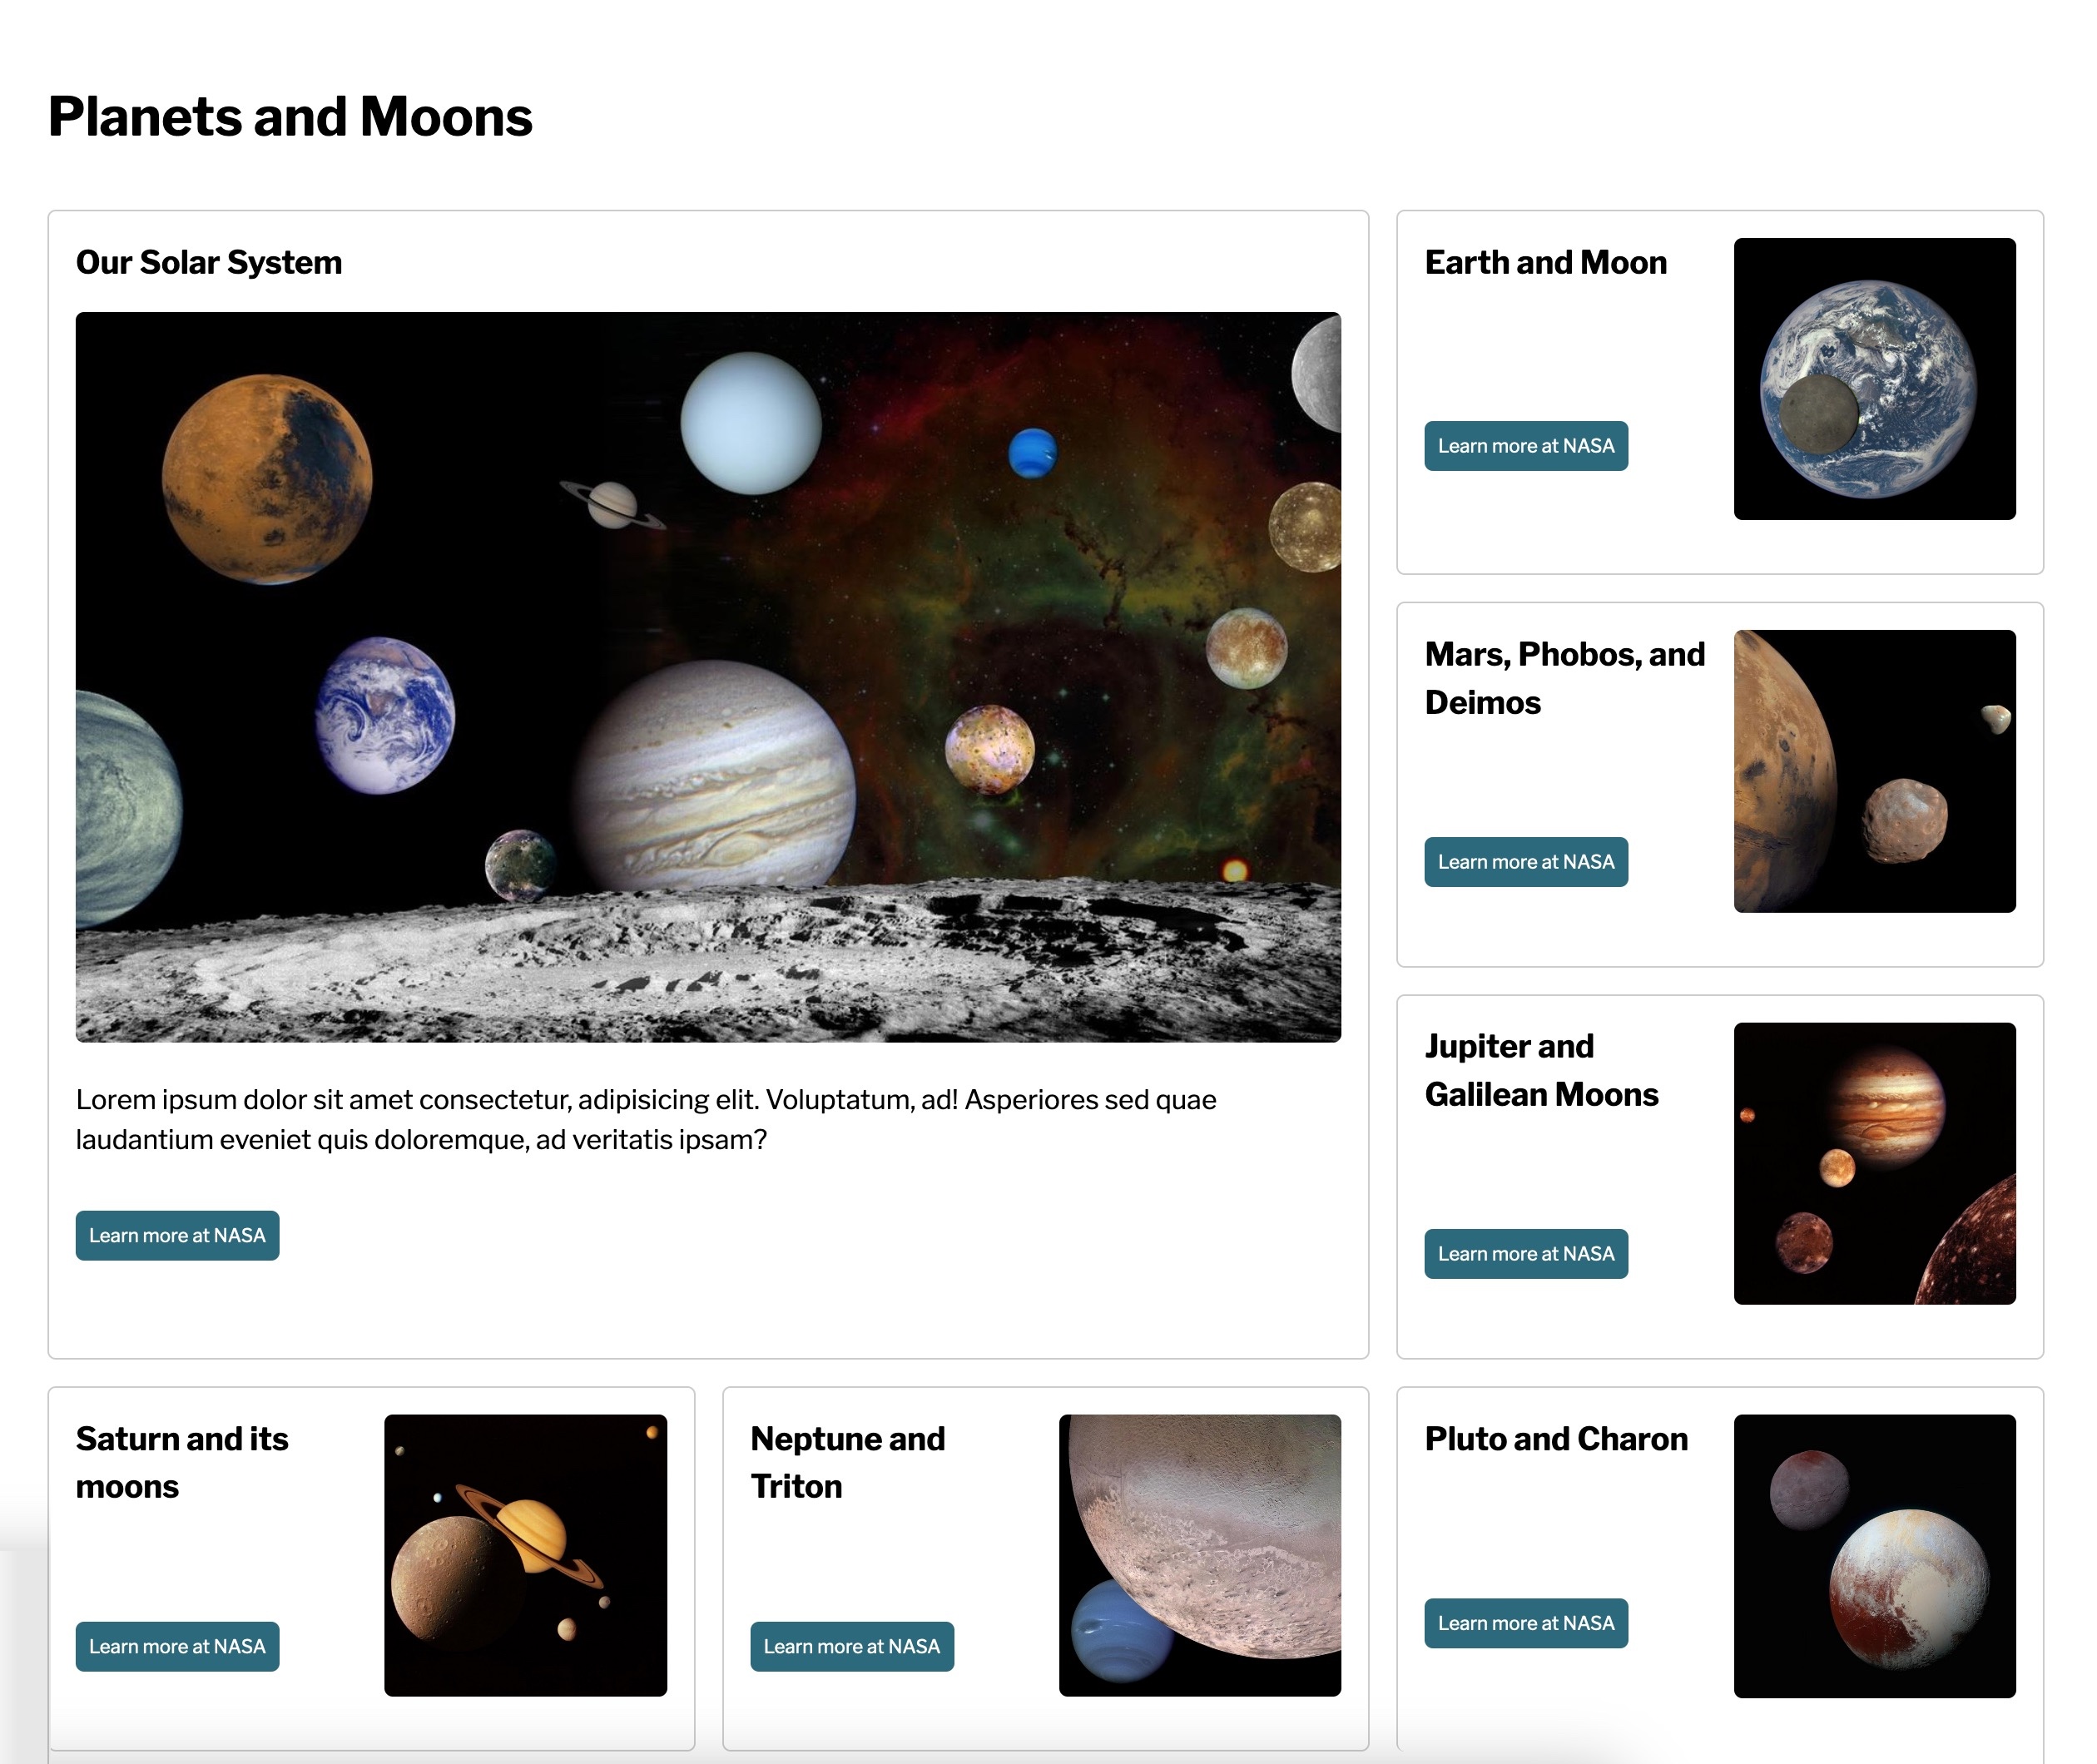 Planets and Moons
Our Solar System
Lorem ipsum dolor sit amet consectetur, adipisicing elit. Voluptatum, ad! Asperiores sed quae
laudantium eveniet quis doloremque, ad veritatis ipsam?
Learn more at NASA
Earth and Moon
Learn more at NASA
Mars, Phobos, and
Deimos
Learn more at NASA
Jupiter and
Galilean Moons
Learn more at NASA
Saturn and its
moons
Learn more at NASA
Neptune and
Triton
Learn more at NASA
Pluto and Charon
Learn more at NASA